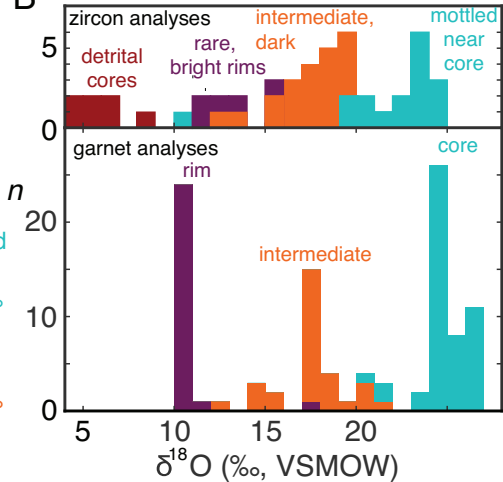 B
zircon analyses
detrital
cores
rare,
bright rims
intermediate,
dark
mottled
near
core
5
0
garnet analyses
rim
intermediate
core
n
20
10
0
d
‰
‰
5
10
15
20
δ18O (‰, VSMOW)